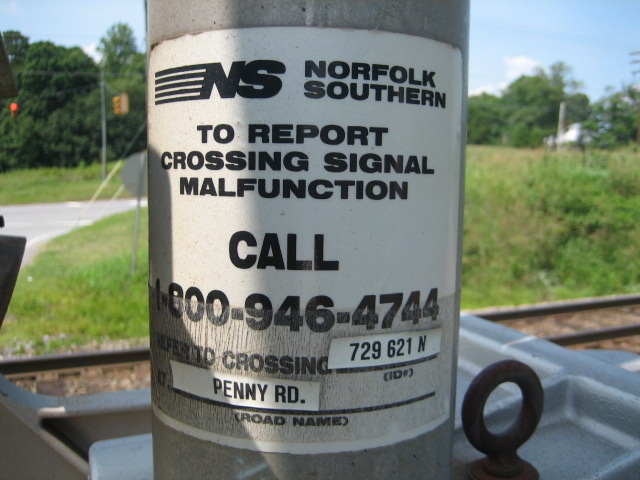 NS NORFOLK
SOUTHERN
TO REPORT
CROSSING SIGNAL
MALFUNCTION
CALL
1-800-946-4744
REFER TO CROSSING 729 621 N
(ID#)
AT PENNY RD.
(ROAD NAME)